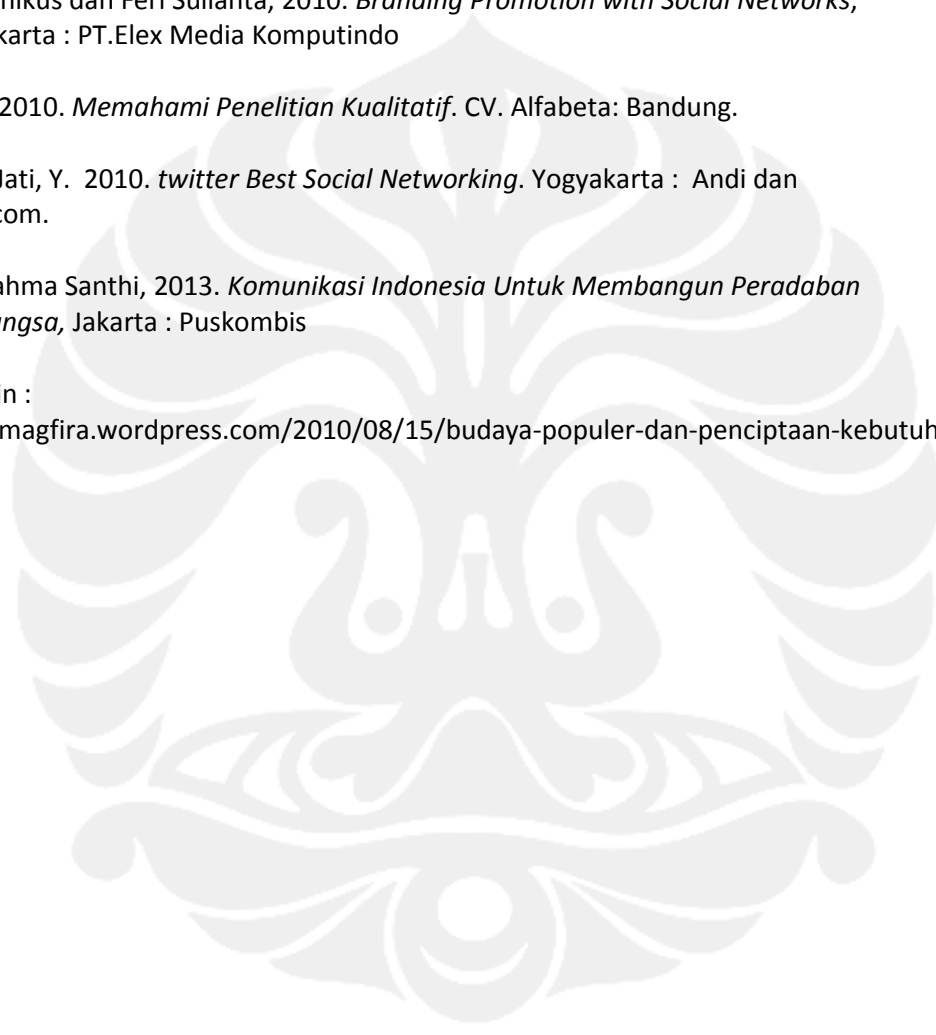 nikus dan Feri Sulianta, 2010. Branding Promotion with Social Networks,
karta : PT.Elex Media Komputindo
2010. Memahami Penelitian Kualitatif. CV. Alfabeta: Bandung.
Jati, Y. 2010. twitter Best Social Networking. Yogyakarta : Andi dan
com.
ahma Santhi, 2013. Komunikasi Indonesia Untuk Membangun Peradaban
ngsa, Jakarta : Puskombis
in :
magfira.wordpress.com/2010/08/15/budaya-populer-dan-penciptaan-kebutuh